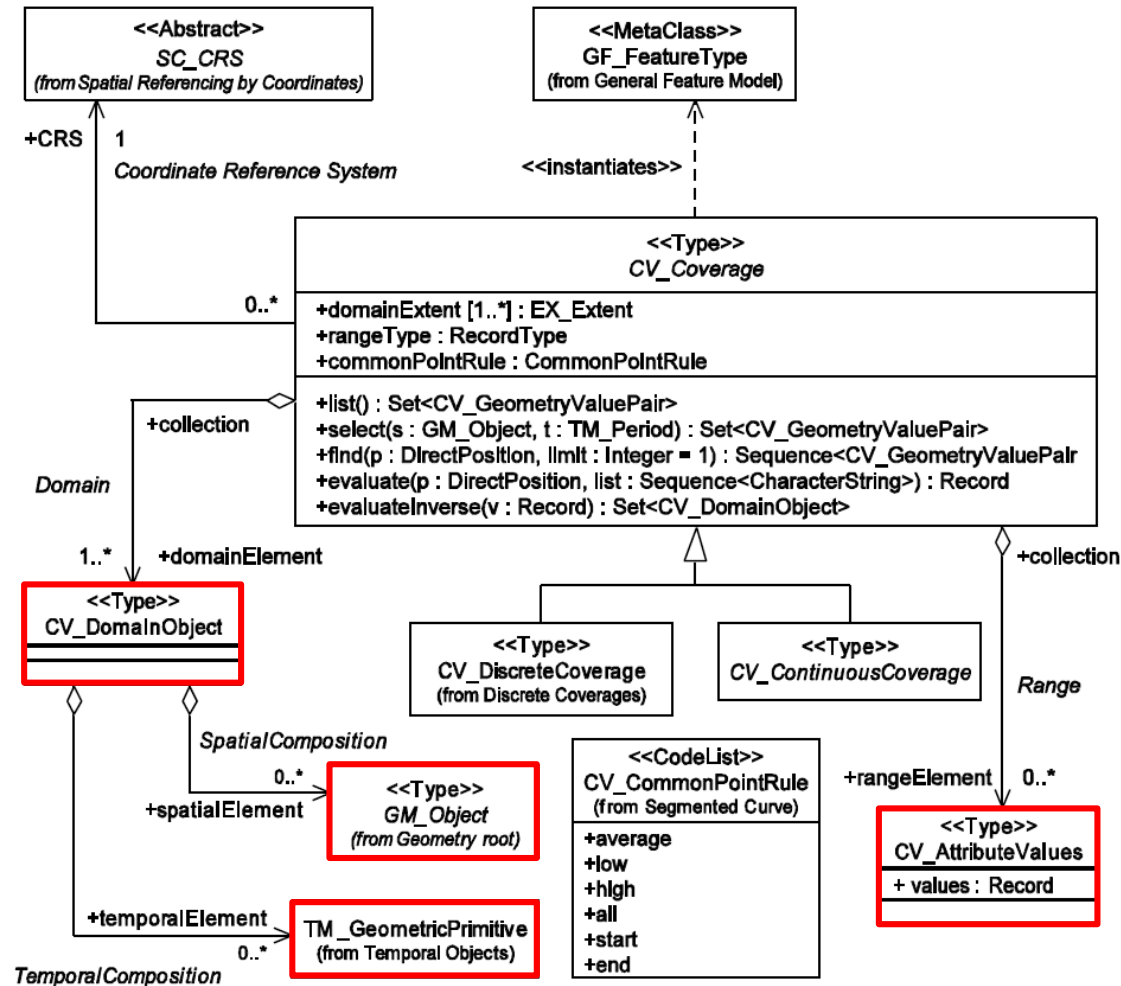 <<Abstract>>
SC_CRS
(from Spatial Referencing by Coordinates)
<<MetaClass>>
GF_FeatureType
(from General Feature Model)
+CRS
1
Coordinate Reference System
<<instantiates>>
0..*
<<Type>>
CV_Coverage
+domainExtent [1..*] : EX_Extent
+rangeType : RecordType
+commonPointRule : CommonPointRule
+list() : Set<CV_GeometryValuePair>
+select(s : GM_Object, t : TM_Period) : Set<CV_GeometryValuePair>
+find(p : DirectPosition, limit : Integer = 1) : Sequence<CV_GeometryValuePair
+evaluate(p : DirectPosition, list : Sequence<CharacterString>) : Record
+evaluateInverse(v : Record) : Set<CV_DomainObject>
+collection
Domain
1..*
+domainElement
+collection
<<Type>>
CV_DomainObject
<<Type>>
CV_DiscreteCoverage
(from Discrete Coverages)
<<Type>>
CV_ContinuousCoverage
Range
SpatialComposition
0..*
+spatialElement
<<Type>>
GM_Object
(from Geometry root)
<<CodeList>>
CV_CommonPointRule
(from Segmented Curve)
+average
+low
+high
+all
+start
+end
+rangeElement
0..*
<<Type>>
CV_AttributeValues
+ values : Record
+temporalElement
0..*
TemporalComposition
TM_GeometricPrimitive
(from Temporal Objects)